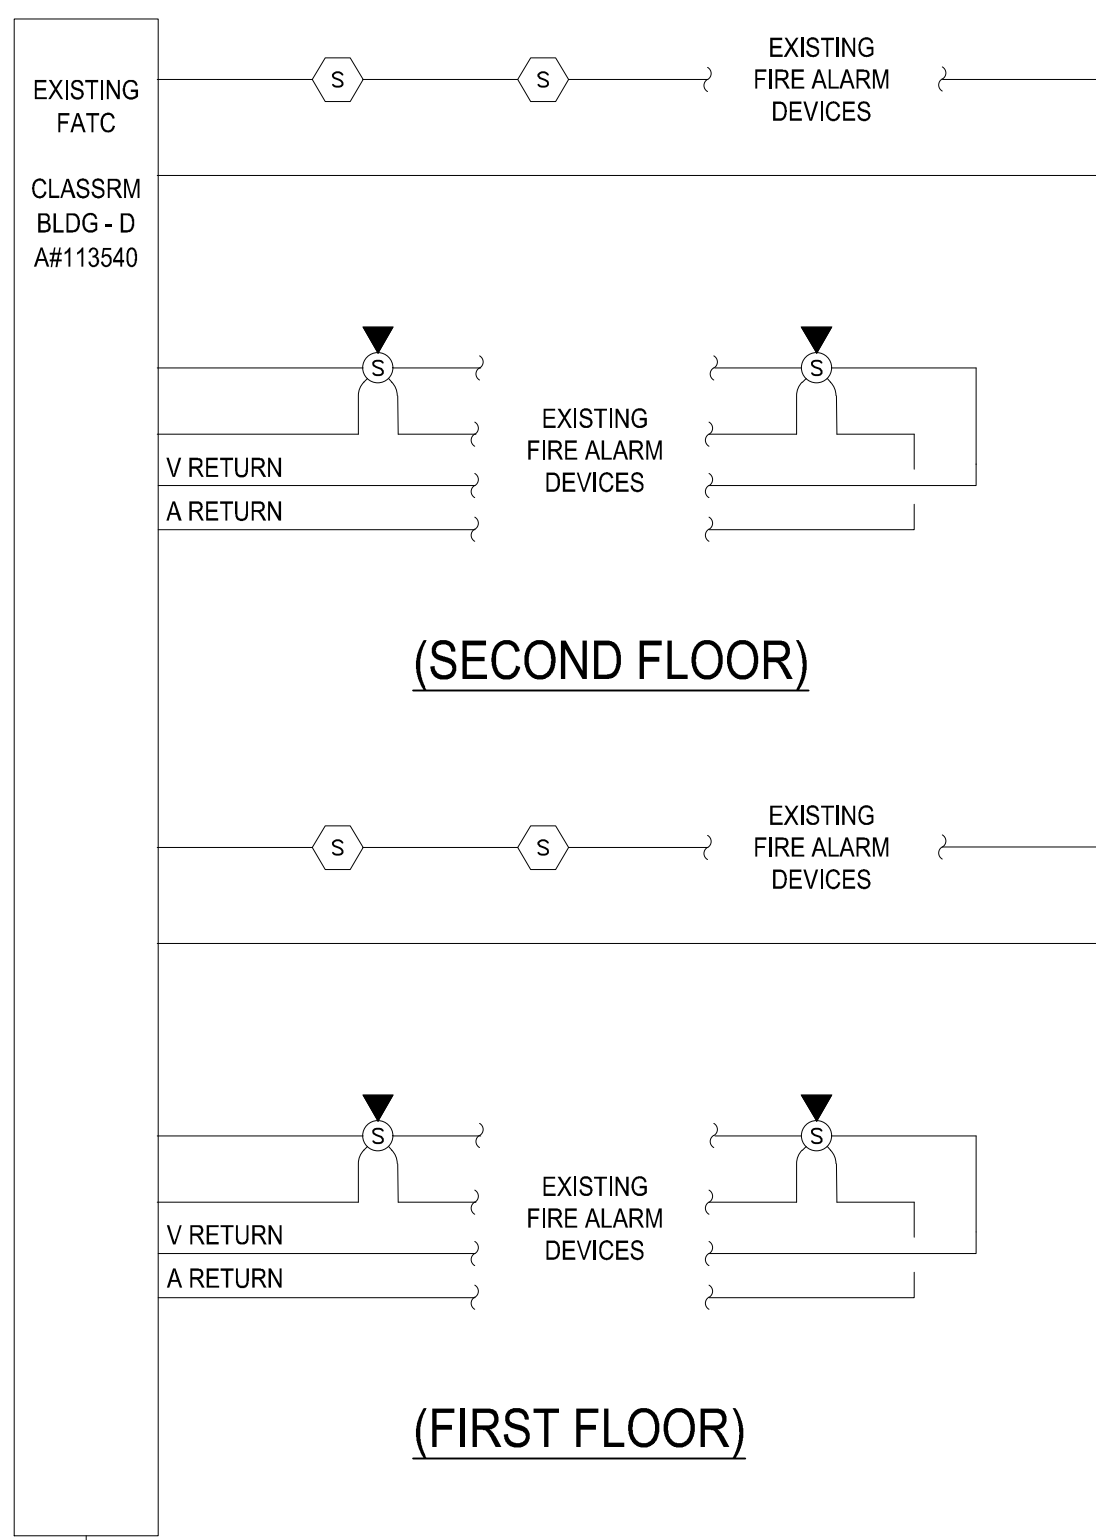 EXISTING
FATC
CLASSRM
BLDG - D
A#113540
S
S
EXISTING
FIRE ALARM
DEVICES
S
S
EXISTING
FIRE ALARM
DEVICES
V RETURN
A RETURN
(SECOND FLOOR)
S
S
EXISTING
FIRE ALARM
DEVICES
S
S
EXISTING
FIRE ALARM
DEVICES
V RETURN
A RETURN
(FIRST FLOOR)